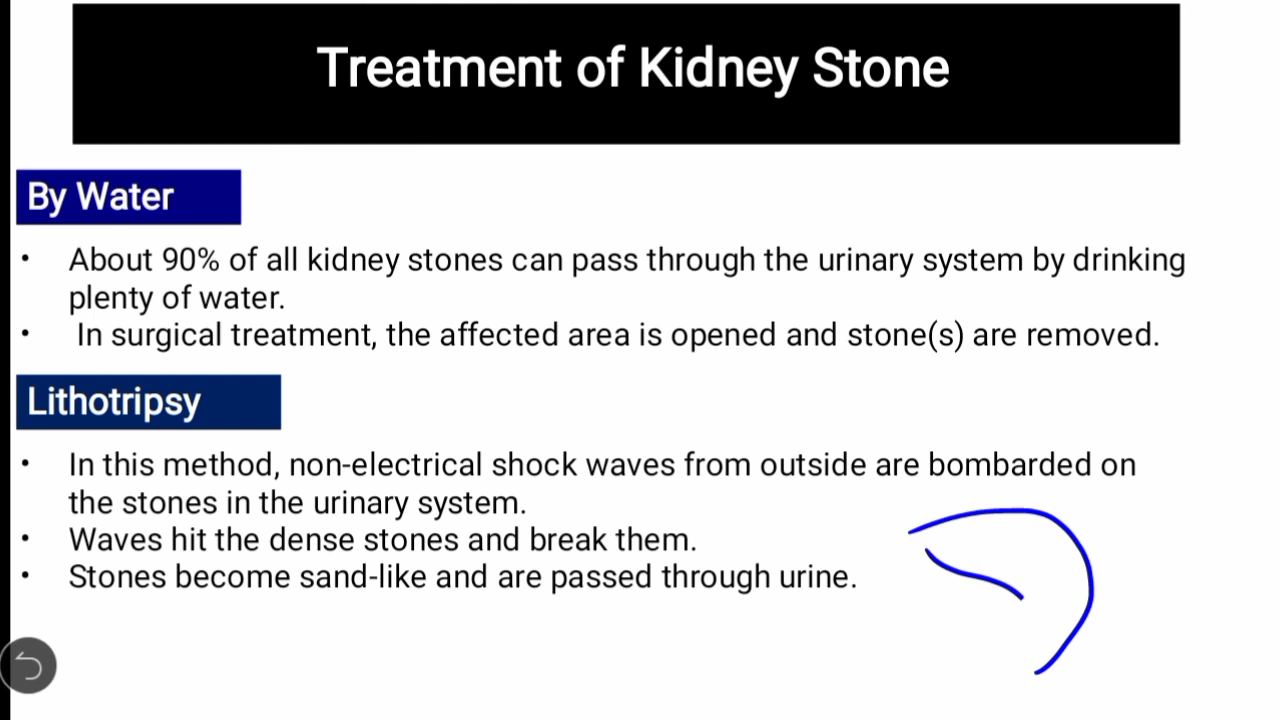 Treatment of Kidney Stone
By Water
• About 90% of all kidney stones can pass through the urinary system by drinking
plenty of water.
• In surgical treatment, the affected area is opened and stone(s) are removed.
Lithotripsy
• In this method, non-electrical shock waves from outside are bombarded on
the stones in the urinary system.
• Waves hit the dense stones and break them.
• Stones become sand-like and are passed through urine.